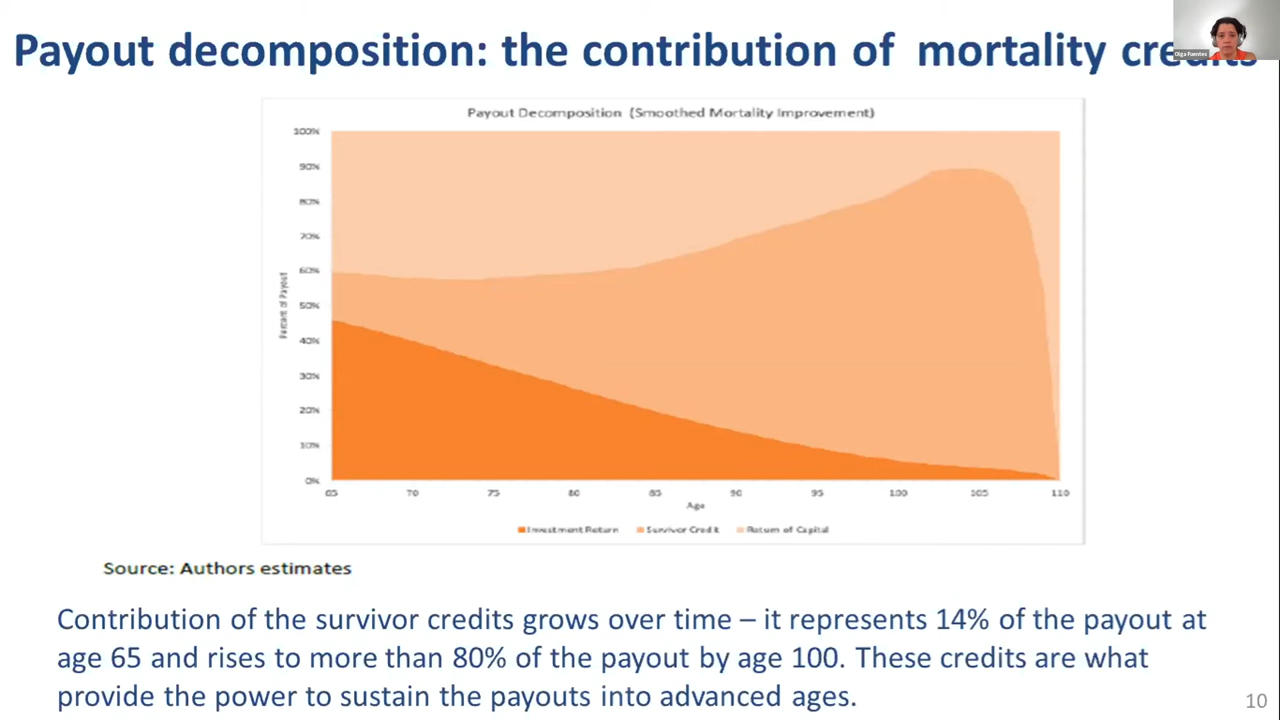 Payout decomposition: the contribution of mortality credits
Olga Fuentes
Payout Decomposition (Smoothed Mortality Improvement)
100%
90%
80%
70%
60%
50%
40%
30%
20%
10%
0%
Percent of Payout
65 70 75 80 85 90 95 100 105 110
Age
Investment Return Survivor Credit Return of Capital
Source: Authors estimates
Contribution of the survivor credits grows over time – it represents 14% of the payout at
age 65 and rises to more than 80% of the payout by age 100. These credits are what
provide the power to sustain the payouts into advanced ages.
10